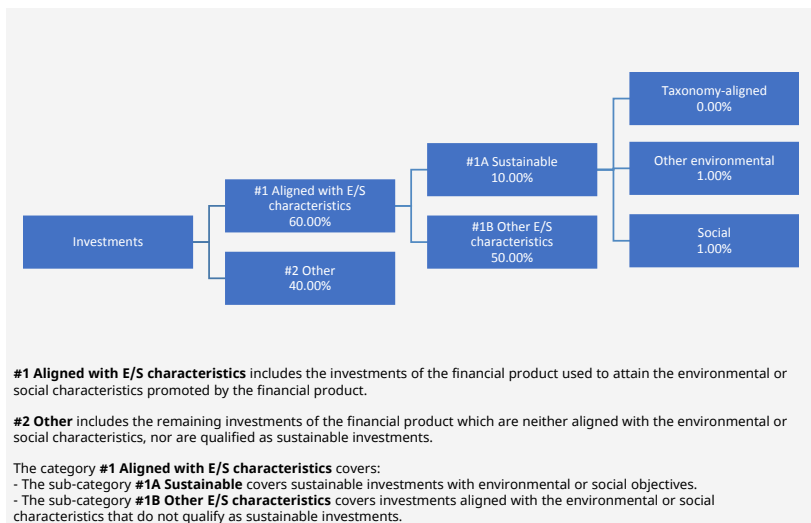 Investments
#1 Aligned with E/S
characteristics
60.00%
#2 Other
40.00%
#1A Sustainable
10.00%
#1B Other E/S
characteristics
50.00%
Taxonomy-aligned
0.00%
Other environmental
1.00%
Social
1.00%
#1 Aligned with E/S characteristics includes the investments of the financial product used to attain the environmental or
social characteristics promoted by the financial product.
#2 Other includes the remaining investments of the financial product which are neither aligned with the environmental or
social characteristics, nor are qualified as sustainable investments.
The category #1 Aligned with E/S characteristics covers:
- The sub-category #1A Sustainable covers sustainable investments with environmental or social objectives.
- The sub-category #1B Other E/S characteristics covers investments aligned with the environmental or social
characteristics that do not qualify as sustainable investments.